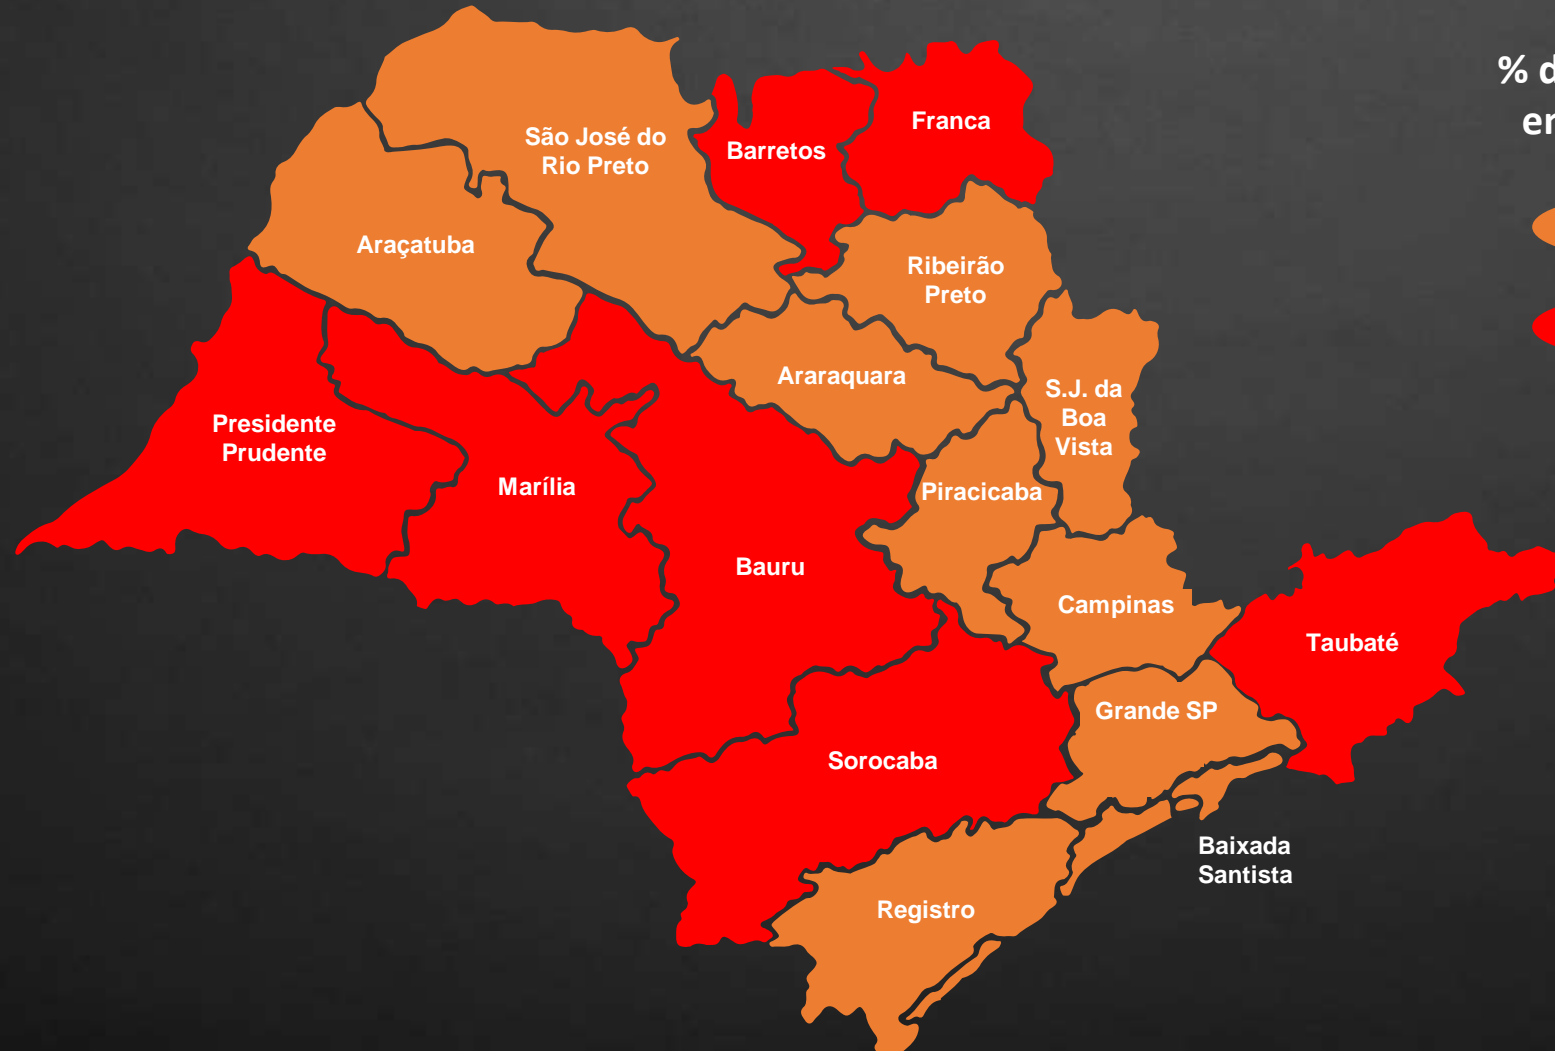 % d
en
São José do
Rio Preto
Barretos
Franca
Araçatuba
Ribeirão
Preto
Araraquara
S.J. da
Boa
Vista
Presidente
Prudente
Marília
Piracicaba
Bauru
Campinas
Taubaté
Grande SP
Sorocaba
Baixada
Santista
Registro